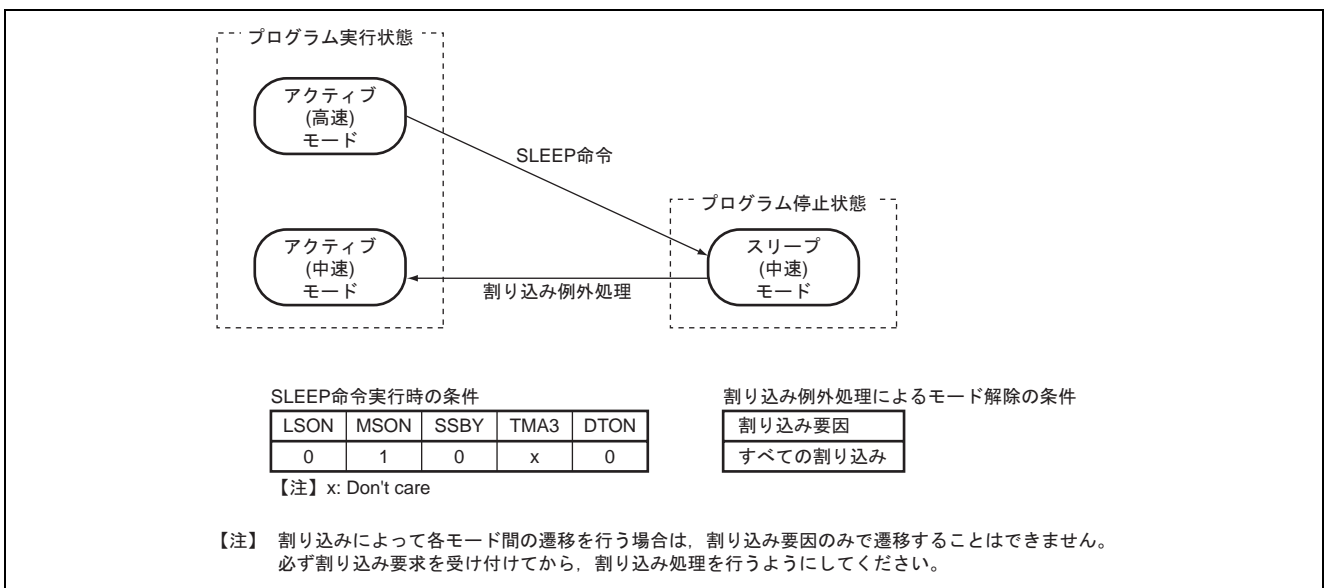 プログラム実行状態
アクティブ
(高速)
モード
SLEEP命令
プログラム停止状態
アクティブ
(中速)
モード
スリープ
(中速)
モード
割り込み例外処理
SLEEP命令実行時の条件
LSON MSON SSBY TMA3 DTON
0 1 0 x 0
【注】x: Don't care
割り込み例外処理によるモード解除の条件
割り込み要因
すべての割り込み
【注】 割り込みによって各モード間の遷移を行う場合は，割り込み要因のみで遷移することはできません。
必ず割り込み要求を受け付けてから，割り込み処理を行うようにしてください。